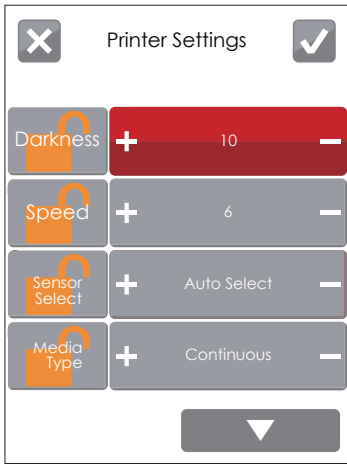 Printer Settings
Darkness + 10 −
Speed + 6 −
Sensor
Select + Auto Select −
Media
Type + Continuous −